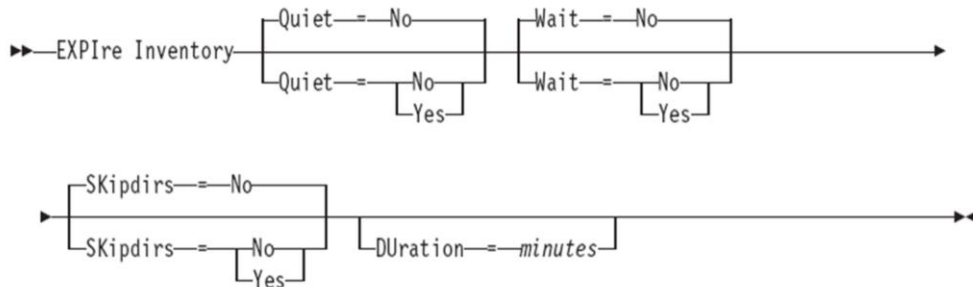 Quiet = No Wait = No
EXPIre Inventory
Quiet = No Wait = No
Yes Yes
SKipdirs = No
SKipdirs = No DUration = minutes
Yes